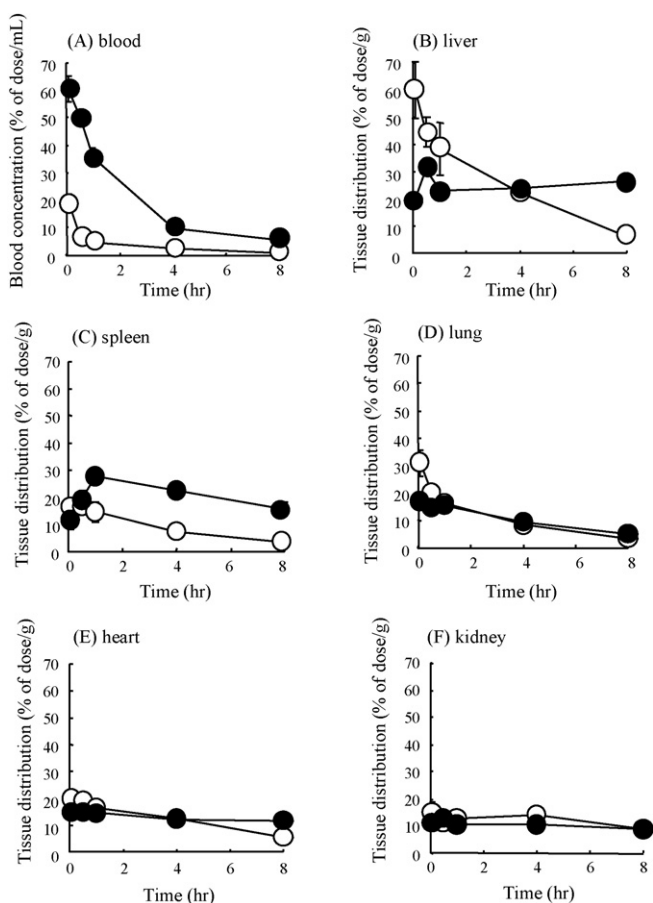 (A) blood
Blood concentration (% of dose/mL)
70
60
50
40
30
20
10
0
0 2 4 6 8
Time (hr)
(B) liver
Tissue distribution (% of dose/g)
70
60
50
40
30
20
10
0
0 2 4 6 8
Time (hr)
(C) spleen
Tissue distribution (% of dose/g)
70
60
50
40
30
20
10
0
0 2 4 6 8
Time (hr)
(D) lung
Tissue distribution (% of dose/g)
70
60
50
40
30
20
10
0
0 2 4 6 8
Time (hr)
(E) heart
Tissue distribution (% of dose/g)
70
60
50
40
30
20
10
0
0 2 4 6 8
Time (hr)
(F) kidney
Tissue distribution (% of dose/g)
70
60
50
40
30
20
10
0
0 2 4 6 8
Time (hr)